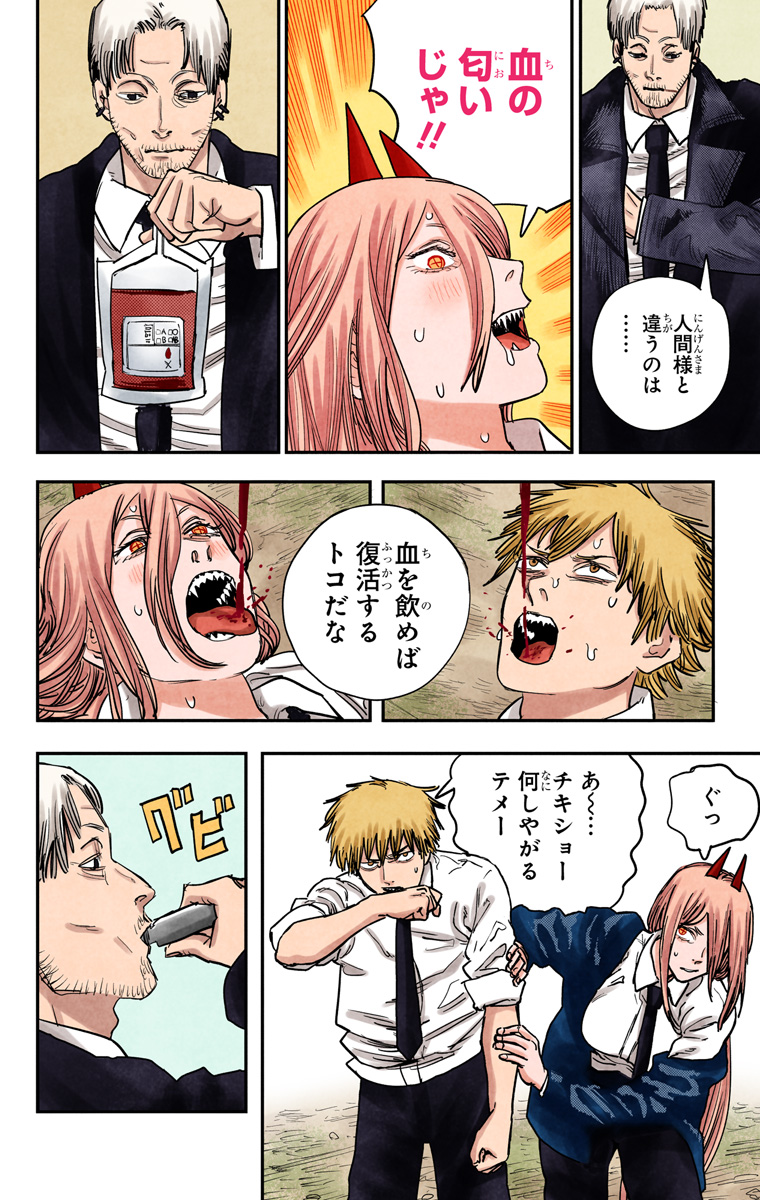 人間様と
違うのは
……
血の
匂い
じゃ!!
血を飲めば
復活する
トコだな
ぐっ
あ〜…
チキショー
何しやがる
テメー
グビ